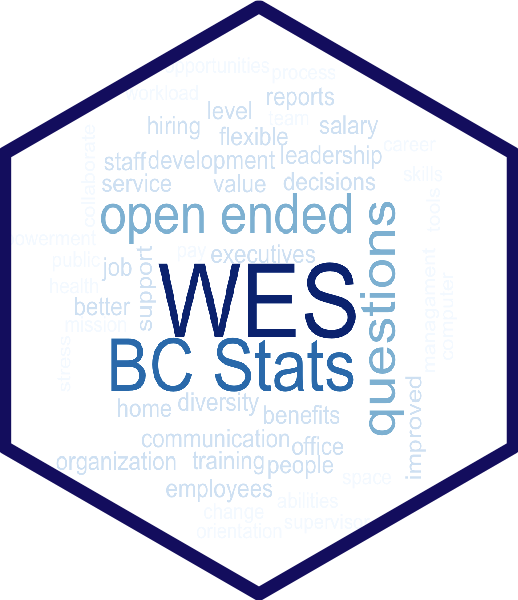 opportunities
process
workload
reports
level
team
hiring
flexible
salary
career
collaborate
staff
development
leadership
skills
service
value
decisions
tools
open ended
questions
pay
executives
public
job
support
WES
managament
health
better
computer
mission
BC Stats
stress
home
diversity
benefits
improved
communication
office
organization
training
people
space
employees
abilities
change
supervisor
orientation